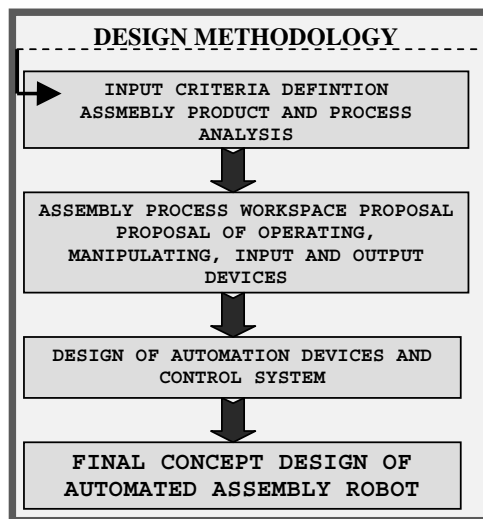 DESIGN METHODOLOGY
INPUT CRITERIA DEFINTION
ASSMEBLY PRODUCT AND PROCESS
ANALYSIS
ASSEMBLY PROCESS WORKSPACE PROPOSAL
PROPOSAL OF OPERATING,
MANIPULATING, INPUT AND OUTPUT
DEVICES
DESIGN OF AUTOMATION DEVICES AND
CONTROL SYSTEM
FINAL CONCEPT DESIGN OF
AUTOMATED ASSEMBLY ROBOT